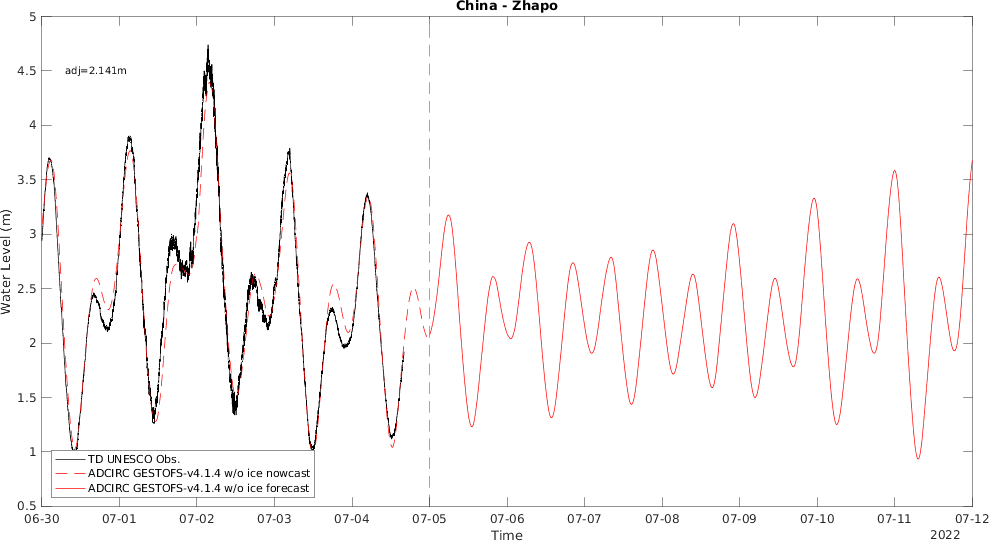 China - Zhapo
5
4.5
4
3.5
3
2.5
2
1.5
1
0.5
Water Level (m)
adj=2.141m
TD UNESCO Obs.
ADCIRC GESTOFS-v4.1.4 w/o ice nowcast
ADCIRC GESTOFS-v4.1.4 w/o ice forecast
06-30 07-01 07-02 07-03 07-04 07-05 07-06 07-07 07-08 07-09 07-10 07-11 07-12
Time
2022